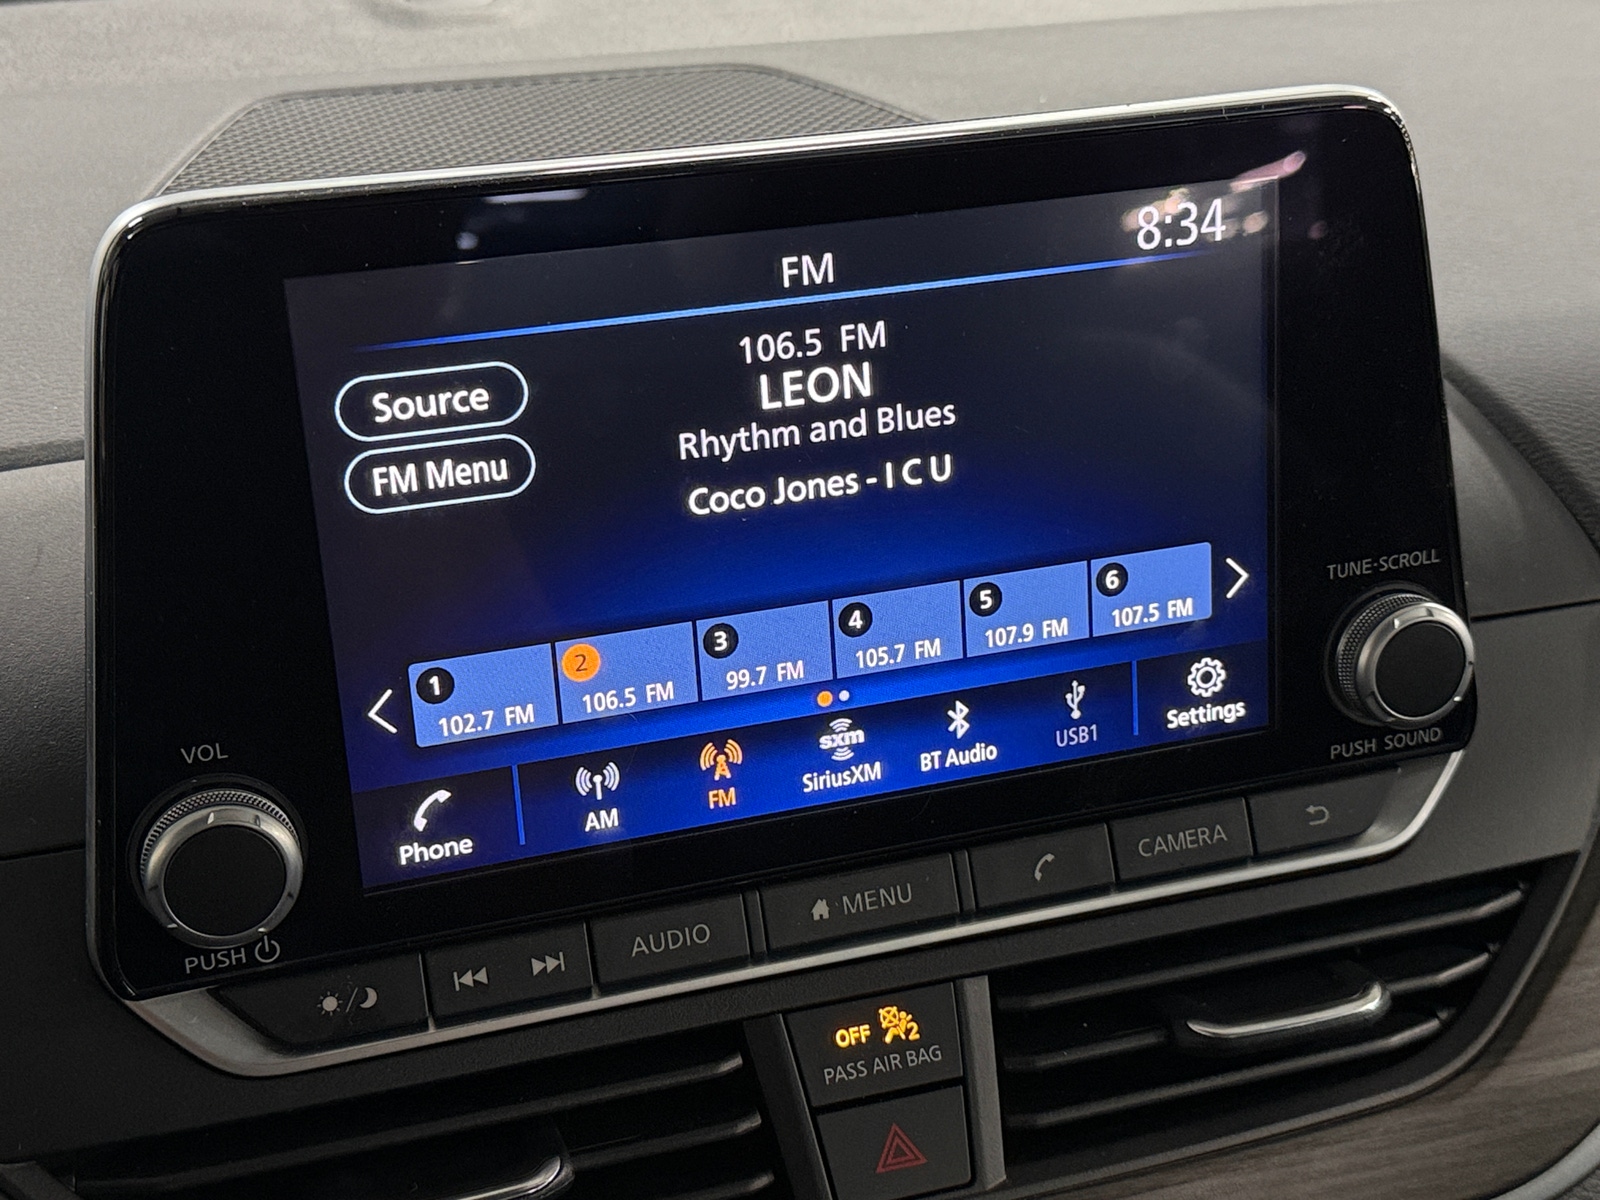 8:34
FM
106.5 FM
LEON
Rhythm and Blues
Coco Jones - I C U
Source
FM Menu
1
102.7 FM
2
106.5 FM
3
99.7 FM
4
105.7 FM
5
107.9 FM
6
107.5 FM
Phone
AM
FM
sxm
SiriusXM
BT Audio
USB1
Settings
VOL
PUSH
TUNE·SCROLL
PUSH SOUND
AUDIO
MENU
CAMERA
OFF 2
PASS AIR BAG